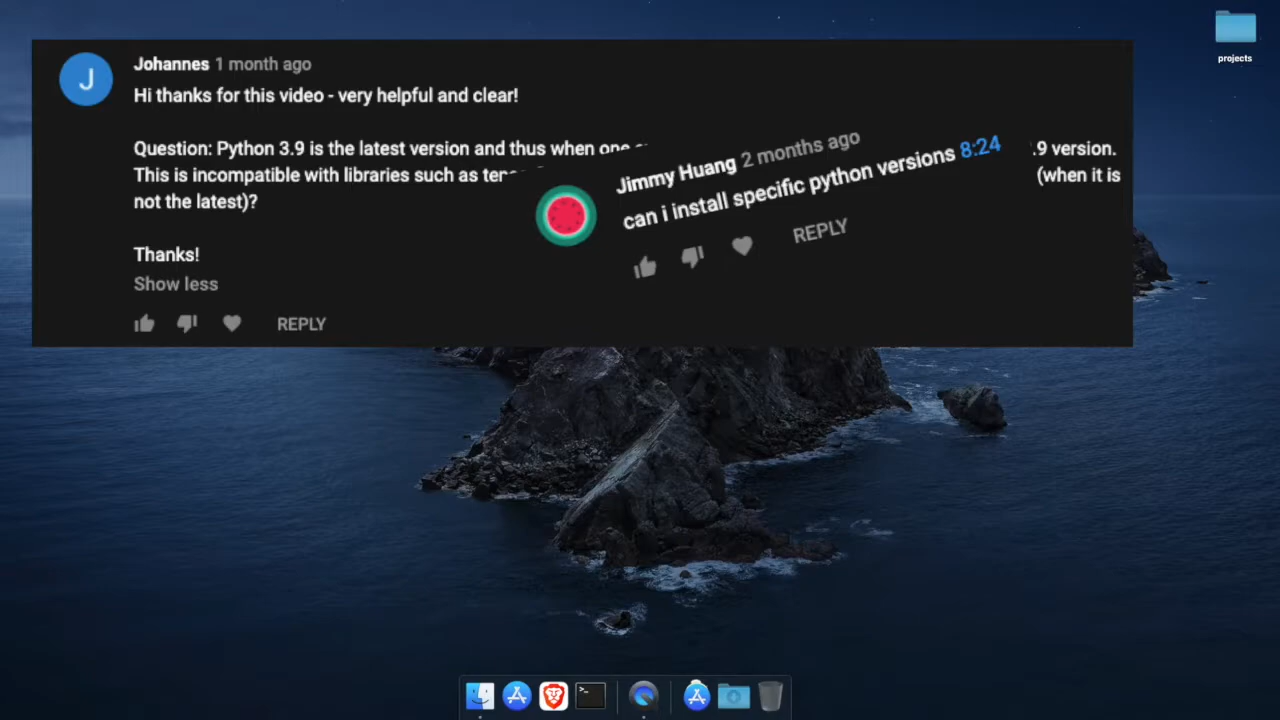 projects
Johannes 1 month ago
Hi thanks for this video - very helpful and clear!
Question: Python 3.9 is the latest version and thus when one
.9 version.
This is incompatible with libraries such as
(when it is
not the latest)?
Thanks!
Show less
REPLY
Jimmy Huang 2 months ago
can i install specific python versions 8:24
REPLY